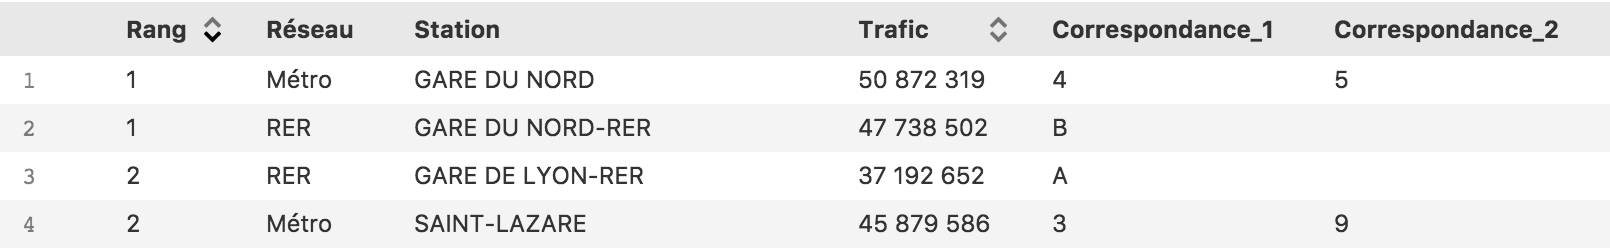 Rang Réseau Station Trafic Correspondance_1 Correspondance_2
1 1 Métro GARE DU NORD 50 872 319 4 5
2 1 RER GARE DU NORD-RER 47 738 502 B
3 2 RER GARE DE LYON-RER 37 192 652 A
4 2 Métro SAINT-LAZARE 45 879 586 3 9